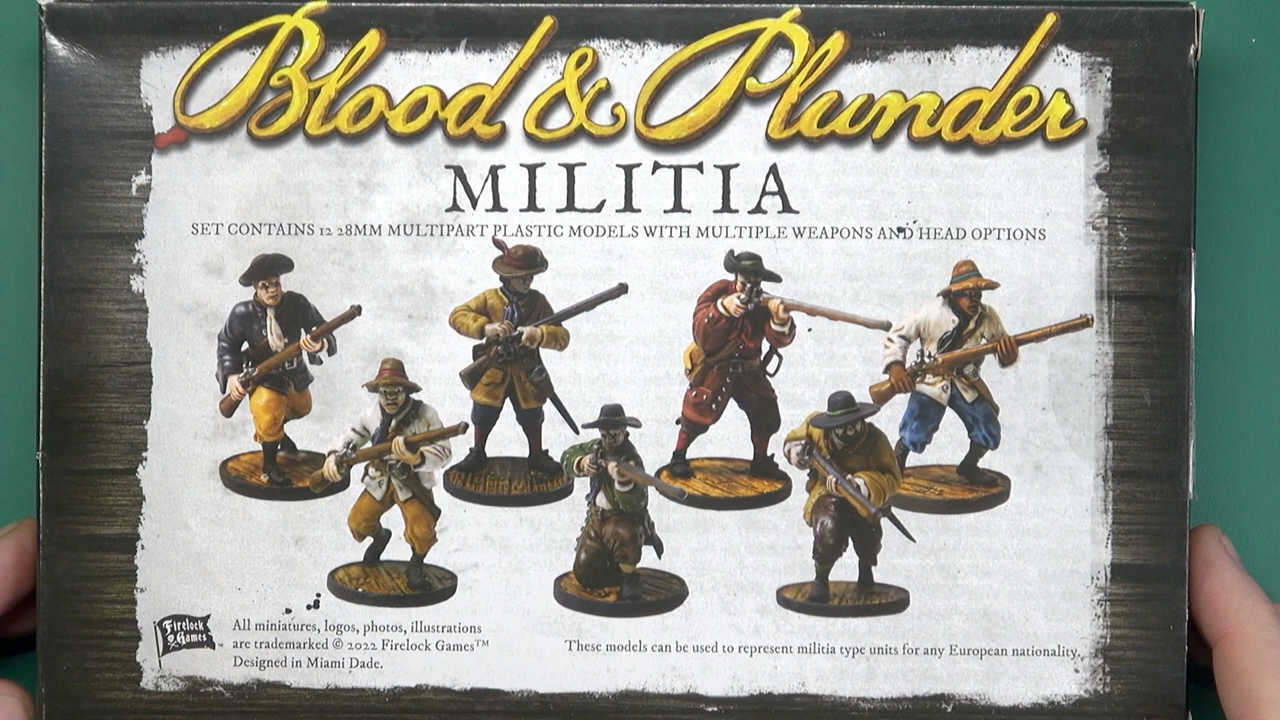 Blood & Plunder
MILITIA
SET CONTAINS 12 28MM MULTIPART PLASTIC MODELS WITH MULTIPLE WEAPONS AND HEAD OPTIONS
Firelock
Games™
All miniatures, logos, photos, illustrations
are trademarked © 2022 Firelock Games™
Designed in Miami Dade.
These models can be used to represent militia type units for any European nationality.